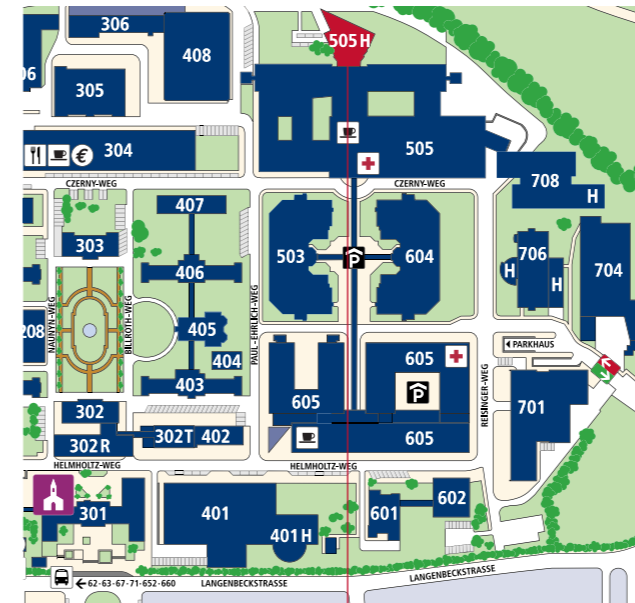 306
408
505 H
06
305
304
€
505
CZERNY-WEG
CZERNY-WEG
708
H
407
303
406
503
P
604
706
H
H
704
NAUNYN-WEG
BILLROTH-WEG
PAUL-EHRLICH-WEG
208
405
404
403
605
605
P
PARKHAUS
REISINGER-WEG
701
605
302
302 R
302T
402
HELMHOLTZ-WEG
HELMHOLTZ-WEG
301
401
401 H
601
602
62-63-67-71-652-660
LANGENBECKSTRASSE
LANGENBECKSTRASSE